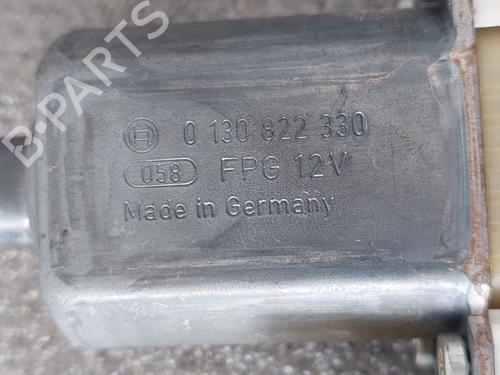 B-PARTS
0 130 822 330
058 FPG 12V
Made in Germany